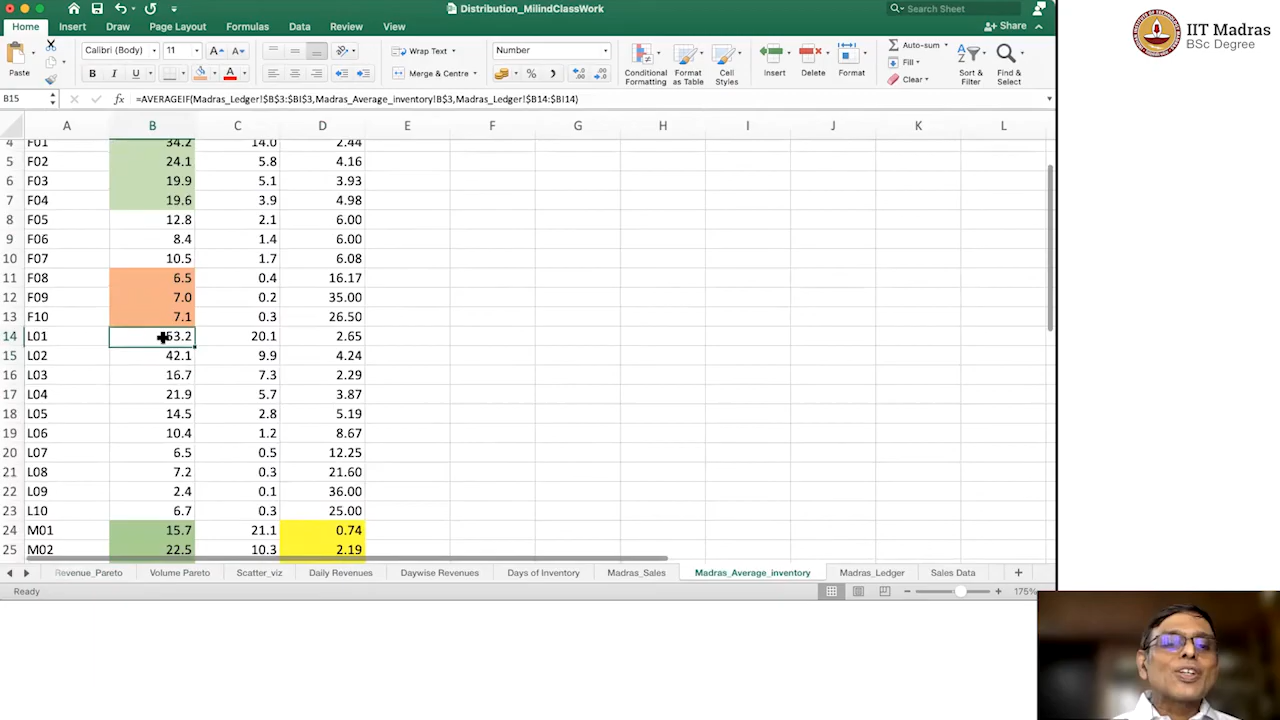 Distribution_MilindClassWork
Search Sheet
Home Insert Draw Page Layout Formulas Data Review View Share
Paste
Calibri (Body) 11
B I U A
Wrap Text
Merge & Centre
Number
%
Conditional Formatting
Format as Table
Cell Styles
Insert
Delete
Format
Auto-sum
Fill
Clear
Sort & Filter
Find & Select
B15 fx =AVERAGEIF(Madras_Ledger!$B$3:$BI$3,Madras_Average_inventory!B$3,Madras_Ledger!$B14:$BI14)
A B C D E F G H I J K L
4 F01 34.2 14.0 2.44
5 F02 24.1 5.8 4.16
6 F03 19.9 5.1 3.93
7 F04 19.6 3.9 4.98
8 F05 12.8 2.1 6.00
9 F06 8.4 1.4 6.00
10 F07 10.5 1.7 6.08
11 F08 6.5 0.4 16.17
12 F09 7.0 0.2 35.00
13 F10 7.1 0.3 26.50
14 L01 53.2 20.1 2.65
15 L02 42.1 9.9 4.24
16 L03 16.7 7.3 2.29
17 L04 21.9 5.7 3.87
18 L05 14.5 2.8 5.19
19 L06 10.4 1.2 8.67
20 L07 6.5 0.5 12.25
21 L08 7.2 0.3 21.60
22 L09 2.4 0.1 36.00
23 L10 6.7 0.3 25.00
24 M01 15.7 21.1 0.74
25 M02 22.5 10.3 2.19
Revenue_Pareto Volume Pareto Scatter_viz Daily Revenues Daywise Revenues Days of Inventory Madras_Sales Madras_Average_inventory Madras_Ledger Sales Data +
Ready
175%
IIT Madras
BSc Degree